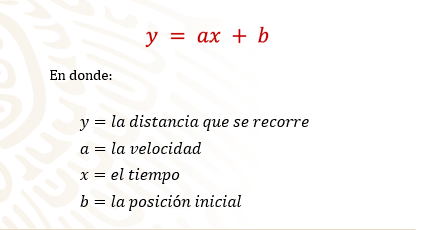 y = ax + b
En donde:
y = la distancia que se recorre
a = la velocidad
x = el tiempo
b = la posición inicial